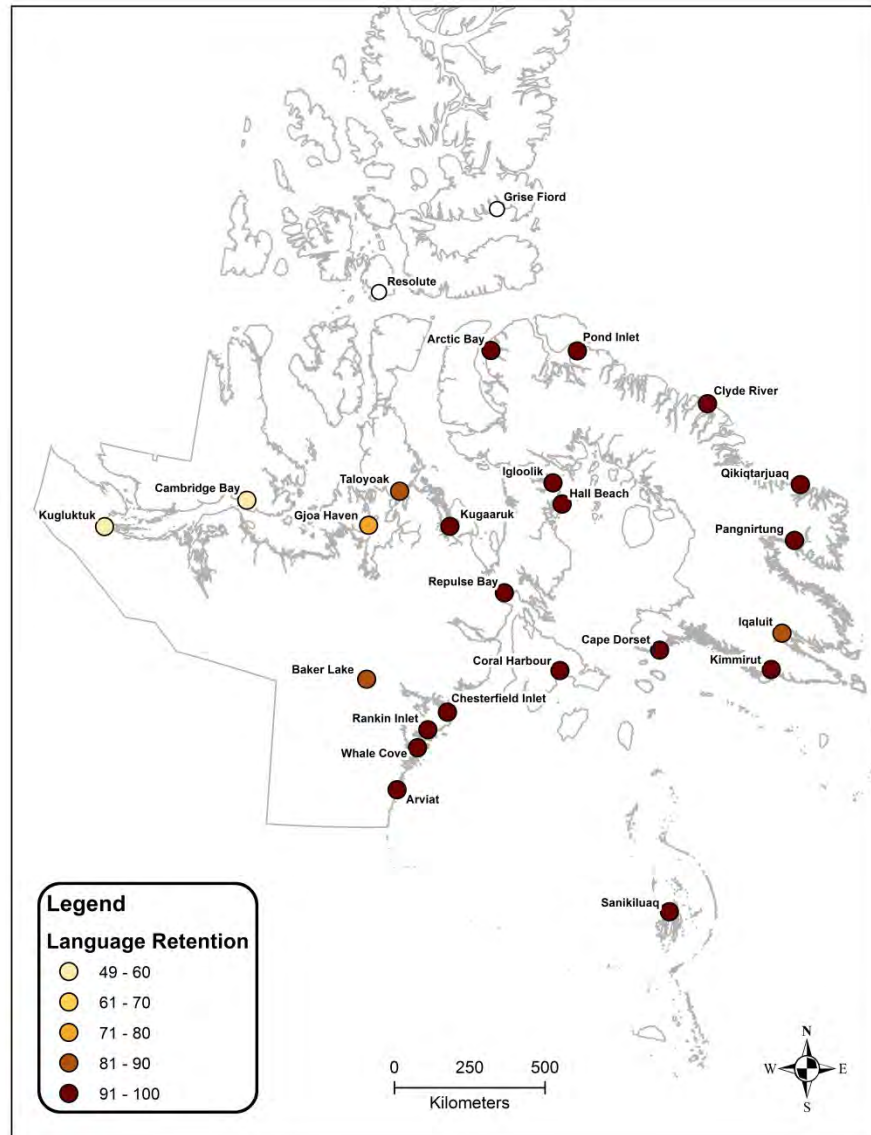 Grise Fiord
Resolute
Arctic Bay
Pond Inlet
Clyde River
Igloolik
Qikiqtarjuaq
Taloyoak
Cambridge Bay
Hall Beach
Kugluktuk
Gjoa Haven
Kugaaruk
Pangnirtung
Repulse Bay
Iqaluit
Cape Dorset
Kimmirut
Coral Harbour
Baker Lake
Chesterfield Inlet
Rankin Inlet
Whale Cove
Arviat
Sanikiluaq
Legend
Language Retention
49 - 60
61 - 70
71 - 80
81 - 90
91 - 100
0 250 500
Kilometers
N
W E
S